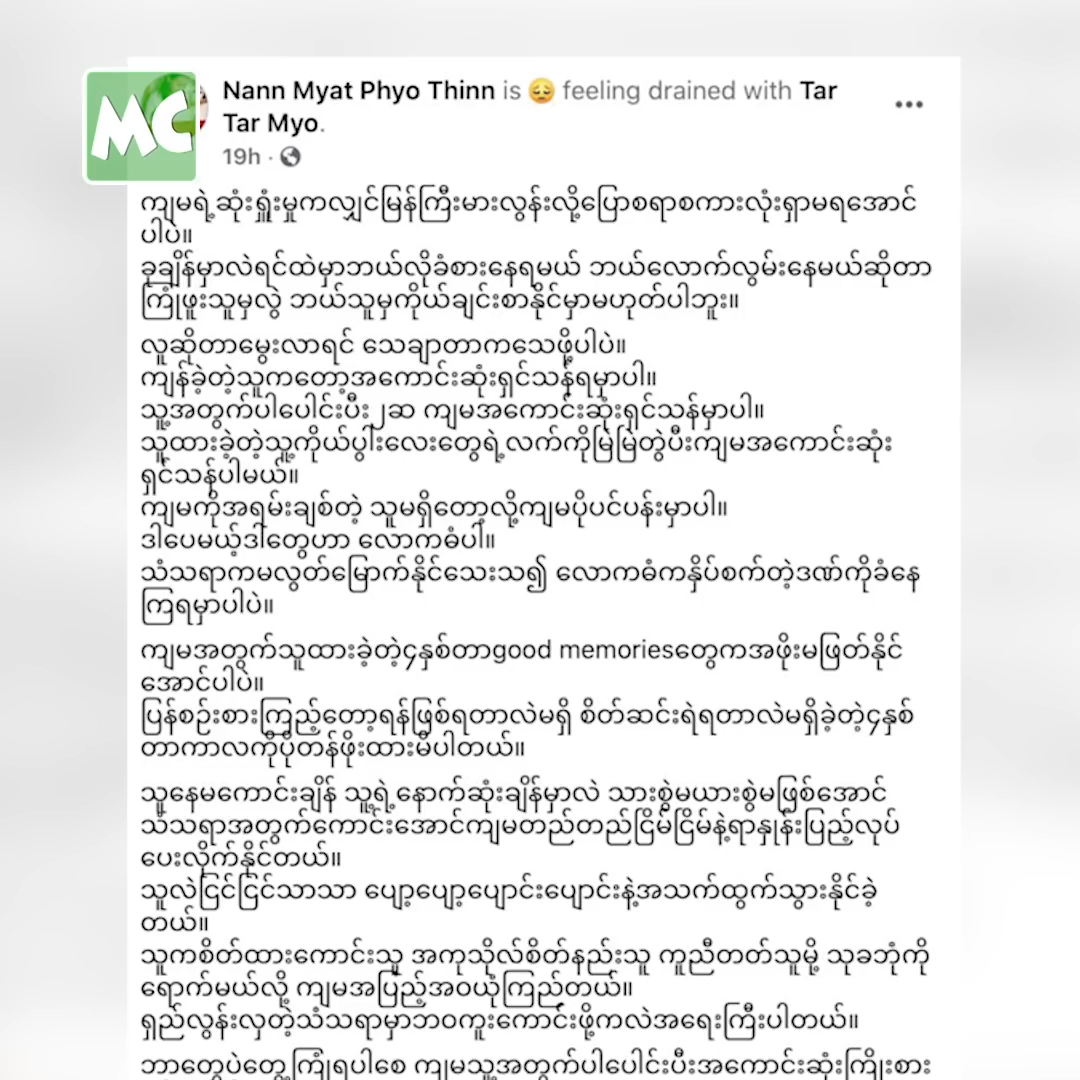 MC
Nann Myat Phyo Thinn is 😔 feeling drained with Tar
Tar Myo.
19h ·
ကျမရဲ့ဆုံးရှုံးမှုကလျှင်မြန်ကြီးမားလွန်းလို့ပြောစရာစကားလုံးရှာမရအောင်
ပါပဲ။
ခုချိန်မှာလဲရင်ထဲမှာဘယ်လိုခံစားနေရမယ် ဘယ်လောက်လွမ်းနေမယ်ဆိုတာ
ကြုံဖူးသူမှလွဲ ဘယ်သူမှကိုယ်ချင်းစာနိုင်မှာမဟုတ်ပါဘူး။
လူဆိုတာမွေးလာရင် သေချာတာကသေဖို့ပါပဲ။
ကျန်ခဲ့တဲ့သူကတော့အကောင်းဆုံးရှင်သန်ရမှာပါ။
သူ့အတွက်ပါပေါင်းပီး၂ဆ ကျမအကောင်းဆုံးရှင်သန်မှာပါ။
သူထားခဲ့တဲ့သူ့ကိုယ်ပွါးလေးတွေရဲ့လက်ကိုမြဲမြဲတွဲပီးကျမအကောင်းဆုံး
ရှင်သန်ပါမယ်။
ကျမကိုအရမ်းချစ်တဲ့ သူမရှိတော့လို့ကျမပိုပင်ပန်းမှာပါ။
ဒါပေမယ့်ဒါတွေဟာ လောကဓံပါ။
သံသရာကမလွတ်မြောက်နိုင်သေးသ၍ လောကဓံကနှိပ်စက်တဲ့ဒဏ်ကိုခံနေ
ကြရမှာပါပဲ။
ကျမအတွက်သူထားခဲ့တဲ့၄နှစ်တာgood memoriesတွေကအဖိုးမဖြတ်နိုင်
အောင်ပါပဲ။
ပြန်စဉ်းစားကြည့်တော့ရန်ဖြစ်ရတာလဲမရှိ စိတ်ဆင်းရဲရတာလဲမရှိခဲ့တဲ့၄နှစ်
တာကာလကိုပိုတန်ဖိုးထားမိပါတယ်။
သူနေမကောင်းချိန် သူ့ရဲ့နောက်ဆုံးချိန်မှာလဲ သားစွဲမယားစွဲမဖြစ်အောင်
သံသရာအတွက်ကောင်းအောင်ကျမတည်တည်ငြိမ်ငြိမ်နဲ့ရာနှုန်းပြည့်လုပ်
ပေးလိုက်နိုင်တယ်။
သူလဲငြင်ငြင်သာသာ ပျော့ပျော့ပျောင်းပျောင်းနဲ့အသက်ထွက်သွားနိုင်ခဲ့
တယ်။
သူကစိတ်ထားကောင်းသူ အကုသိုလ်စိတ်နည်းသူ ကူညီတတ်သူမို့ သုခဘုံကို
ရောက်မယ်လို့ ကျမအပြည့်အဝယုံကြည်တယ်။
ရှည်လွန်းလှတဲ့သံသရာမှာဘဝကူးကောင်းဖို့ကလဲအရေးကြီးပါတယ်။
ဘာတွေပဲတွေ့ကြုံရပါစေ ကျမသူ့အတွက်ပါပေါင်းပီးအကောင်းဆုံးကြိုးစား